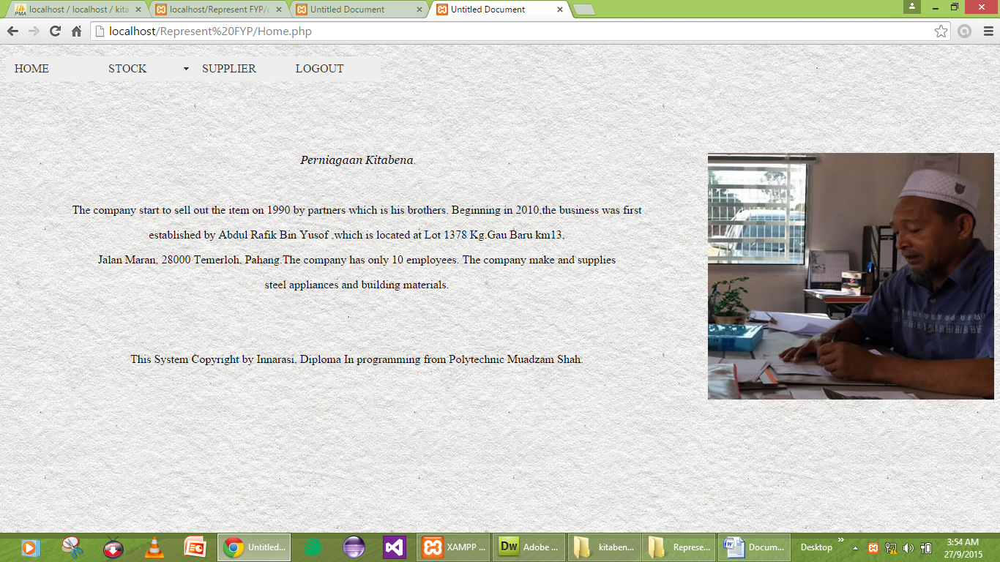 localhost / localhost / kita
localhost/Represent FYP/c
Untitled Document
Untitled Document
localhost/Represent%20FYP/Home.php
HOME STOCK SUPPLIER LOGOUT
Perniagaan Kitabena
The company start to sell out the item on 1990 by partners which is his brothers. Beginning in 2010,the business was first
established by Abdul Rafik Bin Yusof ,which is located at Lot 1378 Kg.Gau Baru km13,
Jalan Maran, 28000 Temerloh, Pahang.The company has only 10 employees. The company make and supplies
steel appliances and building materials.
This System Copyright by Innarasi, Diploma In programming from Polytechnic Muadzam Shah.
Untitled...
XAMPP ...
Dw Adobe ...
kitaben...
Represe...
Docum...
Desktop
3:54 AM
27/9/2015